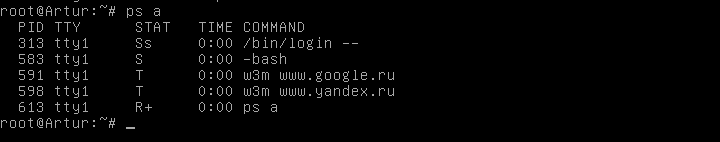 root@Artur:~# ps a
  PID TTY      STAT   TIME COMMAND
  313 tty1     Ss     0:00 /bin/login --
  583 tty1     S      0:00 -bash
  591 tty1     T      0:00 w3m www.google.ru
  598 tty1     T      0:00 w3m www.yandex.ru
  613 tty1     R+     0:00 ps a
root@Artur:~# _